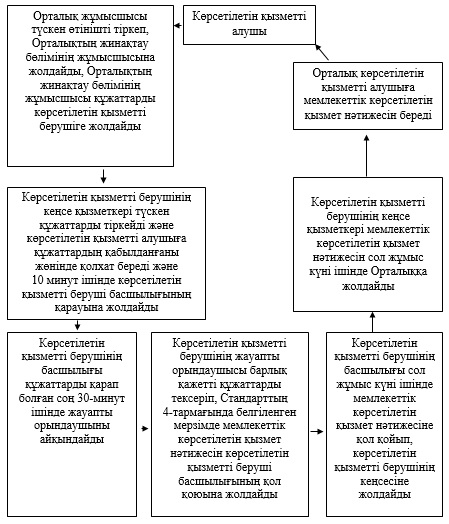 Көрсетілетін қызметті
алушы
Орталық жұмысшысы
түскен өтінішті тіркеп,
Орталықтың жинақтау
бөлімінің жұмысшысына
жолдайды, Орталықтың
жинақтау бөлімінің
жұмысшысы құжаттарды
көрсетілетін қызметті
берушіге жолдайды
Көрсетілетін қызметті берушінің
кеңсе қызметкері түскен
құжаттарды тіркейді және
көрсетілетін қызметті алушыға
құжаттардың қабылданғаны
жөнінде қолхат береді және
10 минут ішінде көрсетілетін
қызметті беруші басшылығының
қарауына жолдайды
Көрсетілетін
қызметті берушінің
басшылығы
құжаттарды қарап
болған соң 30-минут
ішінде жауапты
орындаушыны
айқындайды
Көрсетілетін қызметті
берушінің жауапты
орындаушысы барлық
қажетті құжаттарды
тексеріп, Стандарттың
4-тармағында белгіленген
мерзімде мемлекеттік
көрсетілетін қызмет
нәтижесін көрсетілетін
қызметті беруші
басшылығының қол
қоюына жолдайды
Көрсетілетін
қызметті берушінің
басшылығы сол
жұмыс күні ішінде
мемлекеттік
көрсетілетін
қызмет нәтижесіне
қол қойып,
көрсетілетін
қызметті берушінің
кеңсесіне
жолдайды
Көрсетілетін қызметті
берушінің кеңсе
қызметкері мемлекеттік
көрсетілетін қызмет
нәтижесін сол жұмыс
күні ішінде Орталыққа
жолдайды
Орталық көрсетілетін
қызметті алушыға
мемлекеттік көрсетілетін
қызмет нәтижесін береді